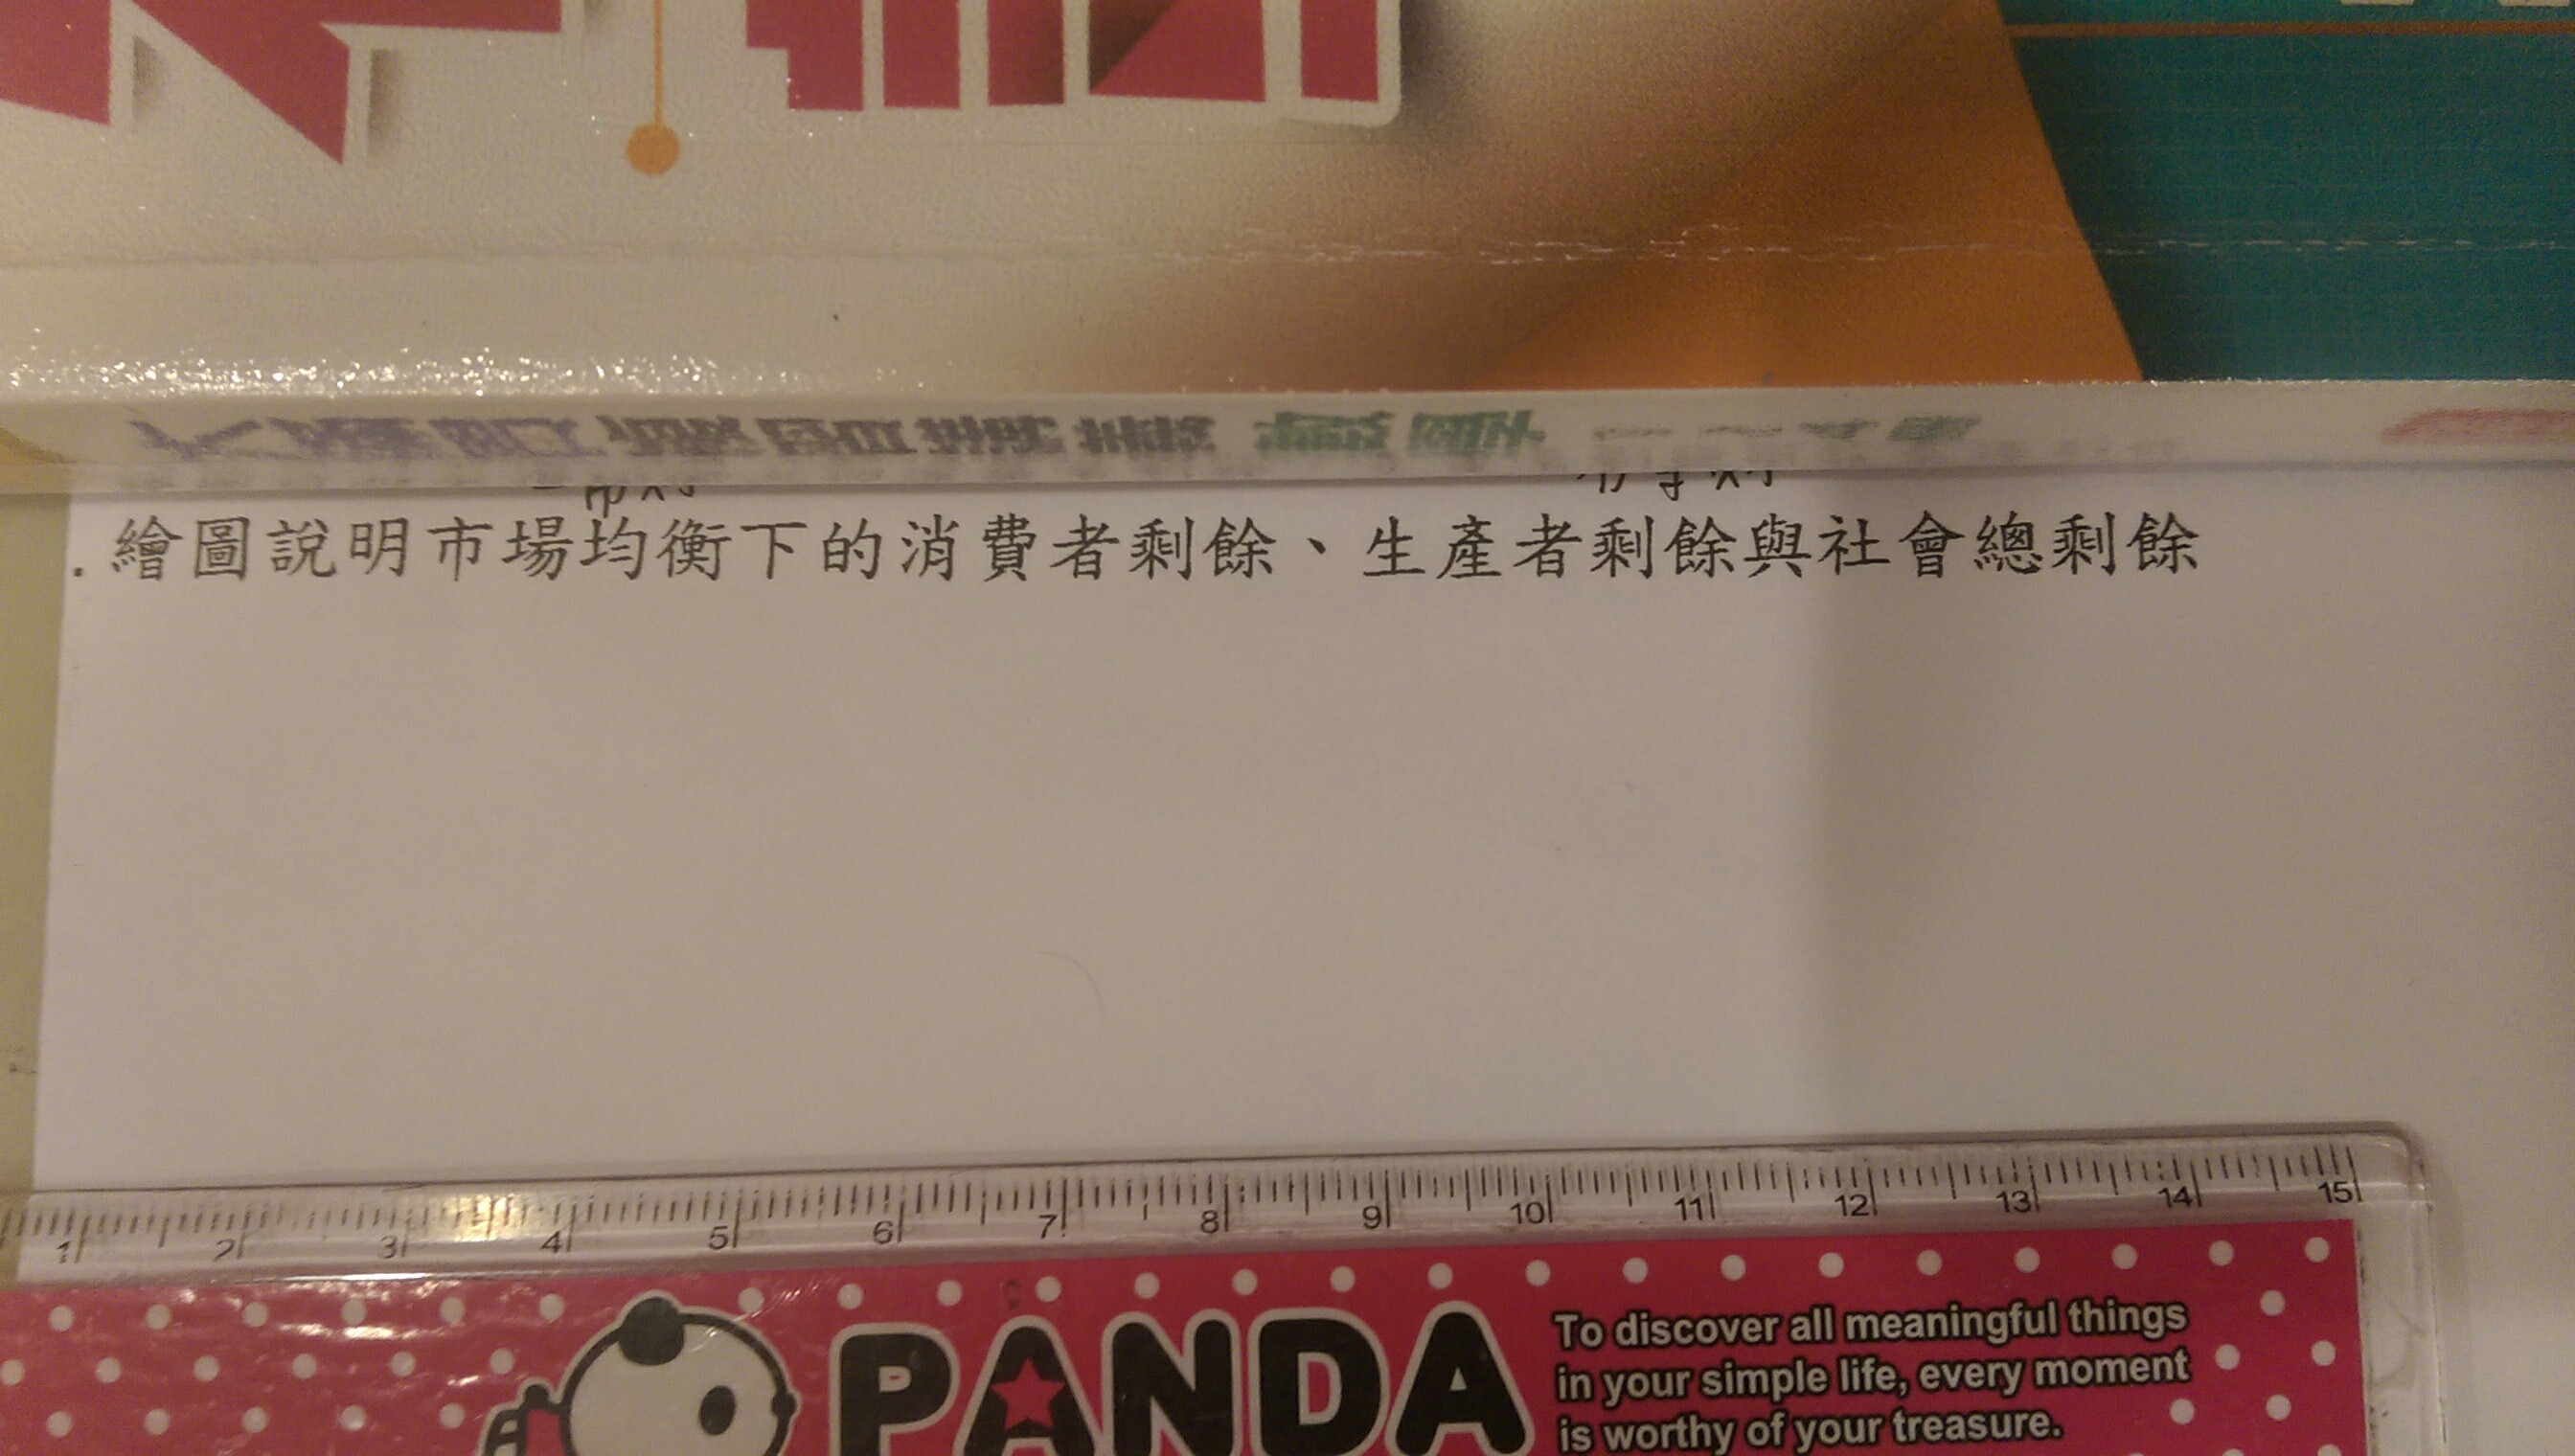 . 繪圖說明市場均衡下的消費者剩餘、生產者剩餘與社會總剩餘
1 2 3 4 5 6 7 8 9 10 11 12 13 14 15
PANDA
To discover all meaningful things
in your simple life, every moment
is worthy of your treasure.